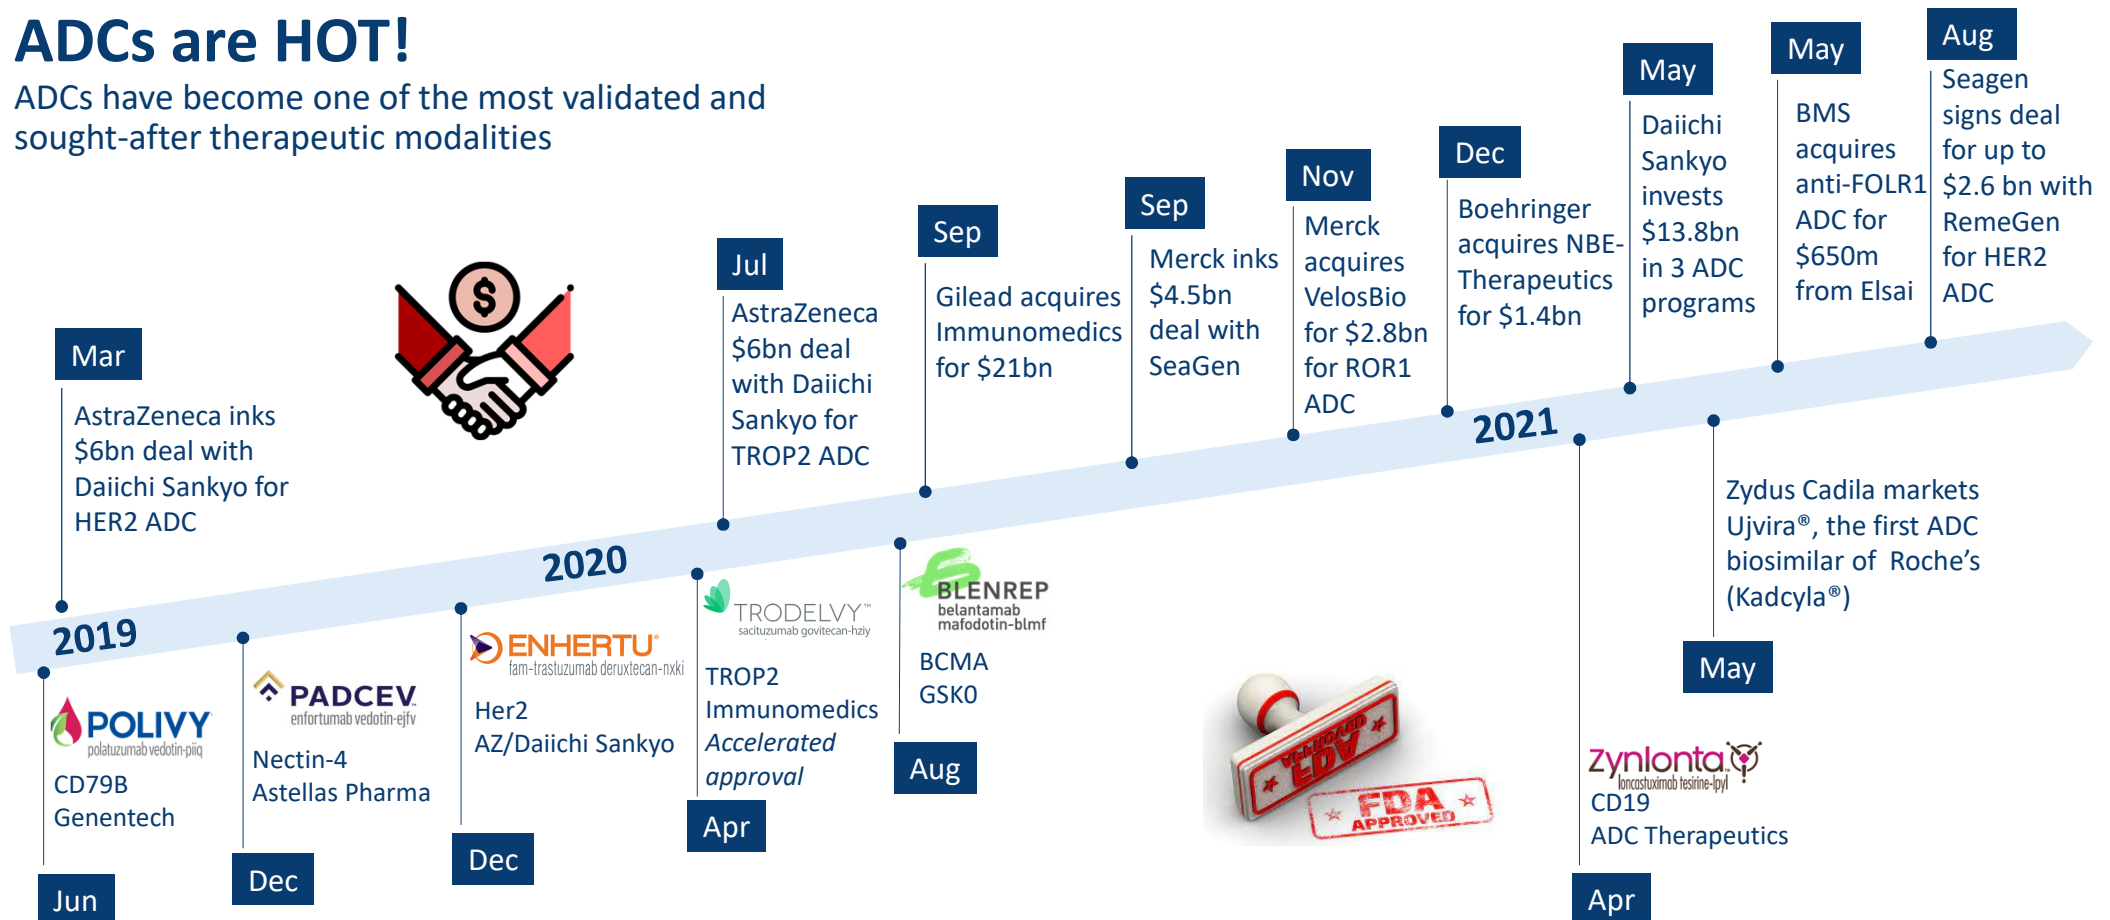 ADCs are HOT!
ADCs have become one of the most validated and
sought-after therapeutic modalities
Mar
AstraZeneca inks
$6bn deal with
Daiichi Sankyo for
HER2 ADC
$
Jul
AstraZeneca
$6bn deal
with Daiichi
Sankyo for
TROP2 ADC
Sep
Gilead acquires
Immunomedics
for $21bn
Sep
Merck inks
$4.5bn
deal with
SeaGen
Nov
Merck
acquires
VelosBio
for $2.8bn
for ROR1
ADC
Dec
Boehringer
acquires NBE-
Therapeutics
for $1.4bn
May
Daiichi
Sankyo
invests
$13.8bn
in 3 ADC
programs
May
BMS
acquires
anti-FOLR1
ADC for
$650m
from Elsai
Aug
Seagen
signs deal
for up to
$2.6 bn with
RemeGen
for HER2
ADC
2019
2020
2021
POLIVY
polatuzumab vedotin-piiq
CD79B
Genentech
Jun
PADCEV™
enfortumab vedotin-ejfv
Nectin-4
Astellas Pharma
Dec
ENHERTU®
fam-trastuzumab deruxtecan-nxki
Her2
AZ/Daiichi Sankyo
Dec
TRODELVY™
sacituzumab govitecan-hziy
TROP2
Immunomedics
Accelerated
approval
Apr
BLENREP
belantamab
mafodotin-blmf
BCMA
GSK0
Aug
APPROVED
FDA
FDA
APPROVED
Zynlonta™
loncastuximab tesirine-lpyl
CD19
ADC Therapeutics
Apr
Zydus Cadila markets
Ujvira®, the first ADC
biosimilar of Roche’s
(Kadcyla®)
May